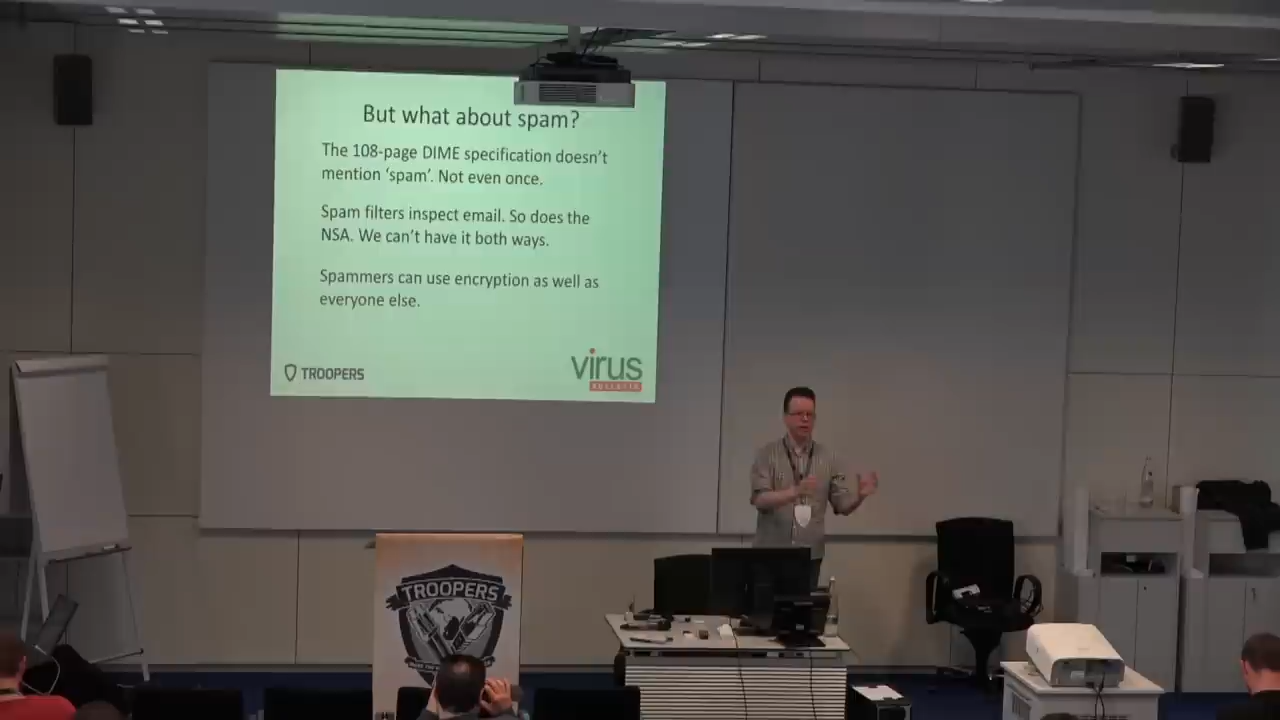 But what about spam?
The 108-page DIME specification doesn't
mention 'spam'. Not even once.
Spam filters inspect email. So does the
NSA. We can't have it both ways.
Spammers can use encryption as well as
everyone else.
TROOPERS
virus
BULLETIN
TROOPERS